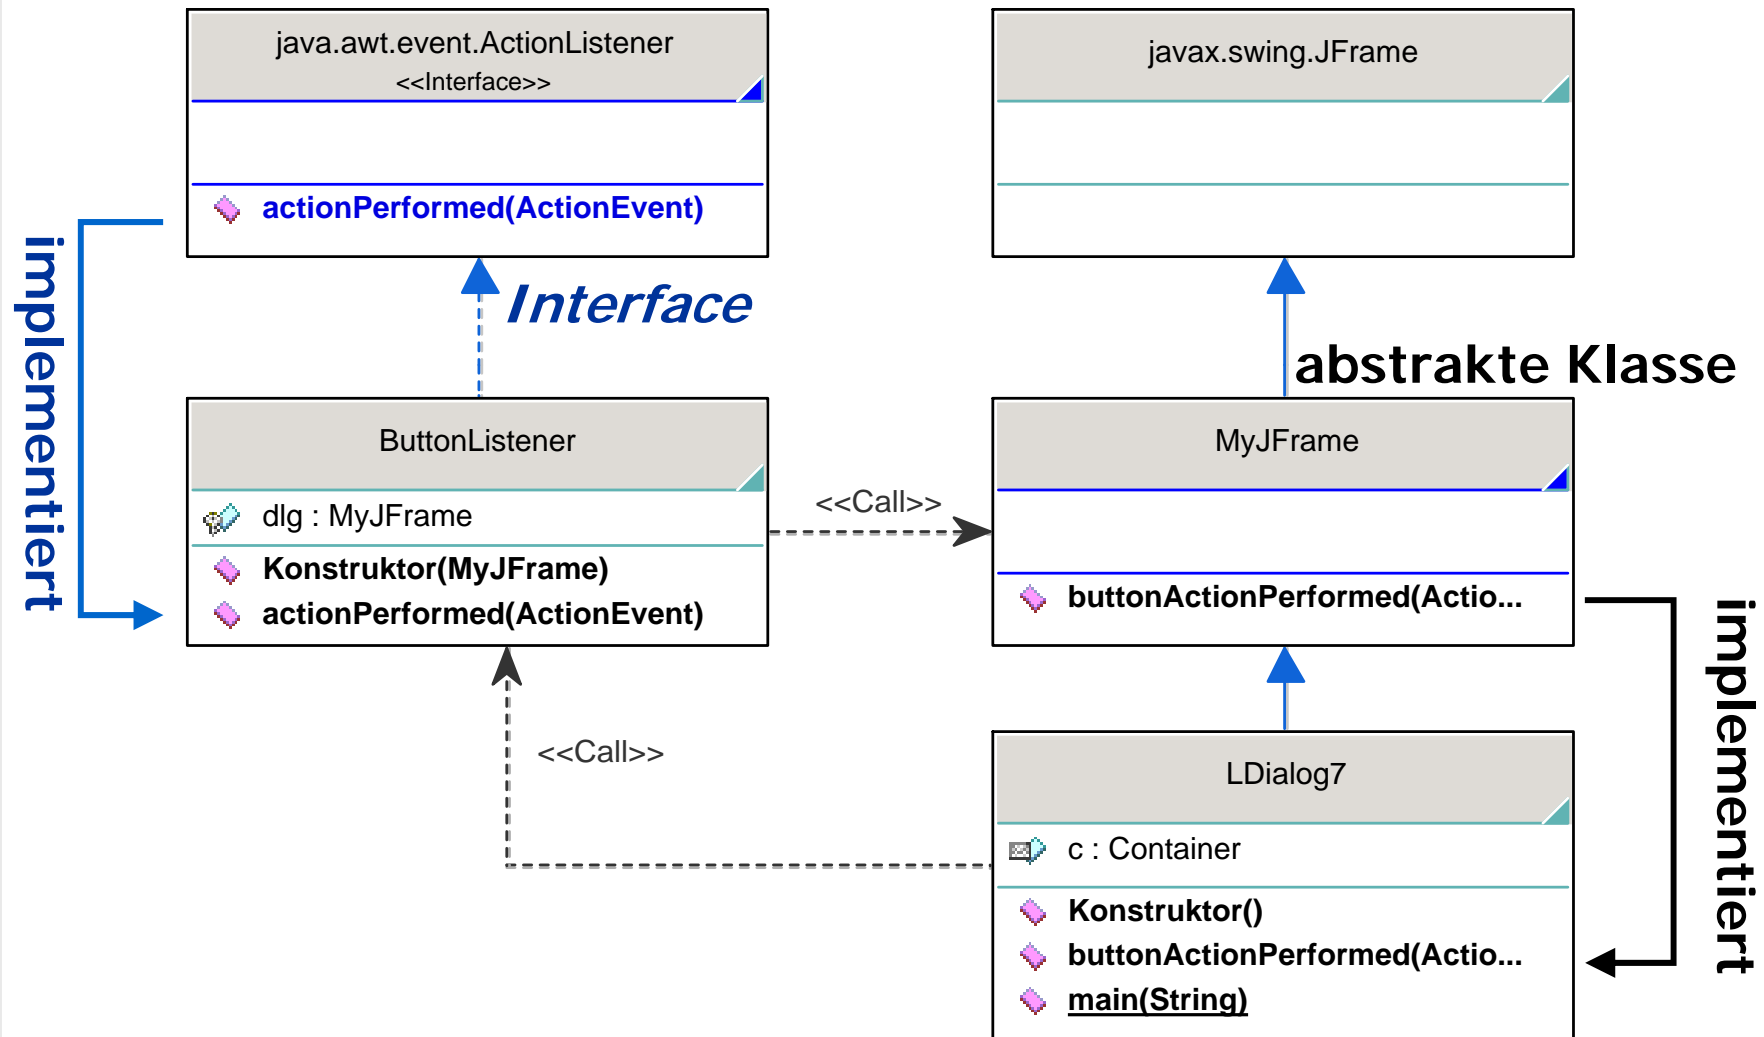 java.awt.event.ActionListener
<<Interface>>
actionPerformed(ActionEvent)
javax.swing.JFrame
implementiert
Interface
abstrakte Klasse
ButtonListener
dlg : MyJFrame
Konstruktor(MyJFrame)
actionPerformed(ActionEvent)
<<Call>>
MyJFrame
buttonActionPerformed(Actio...
implementiert
<<Call>>
LDialog7
c : Container
Konstruktor()
buttonActionPerformed(Actio...
main(String)